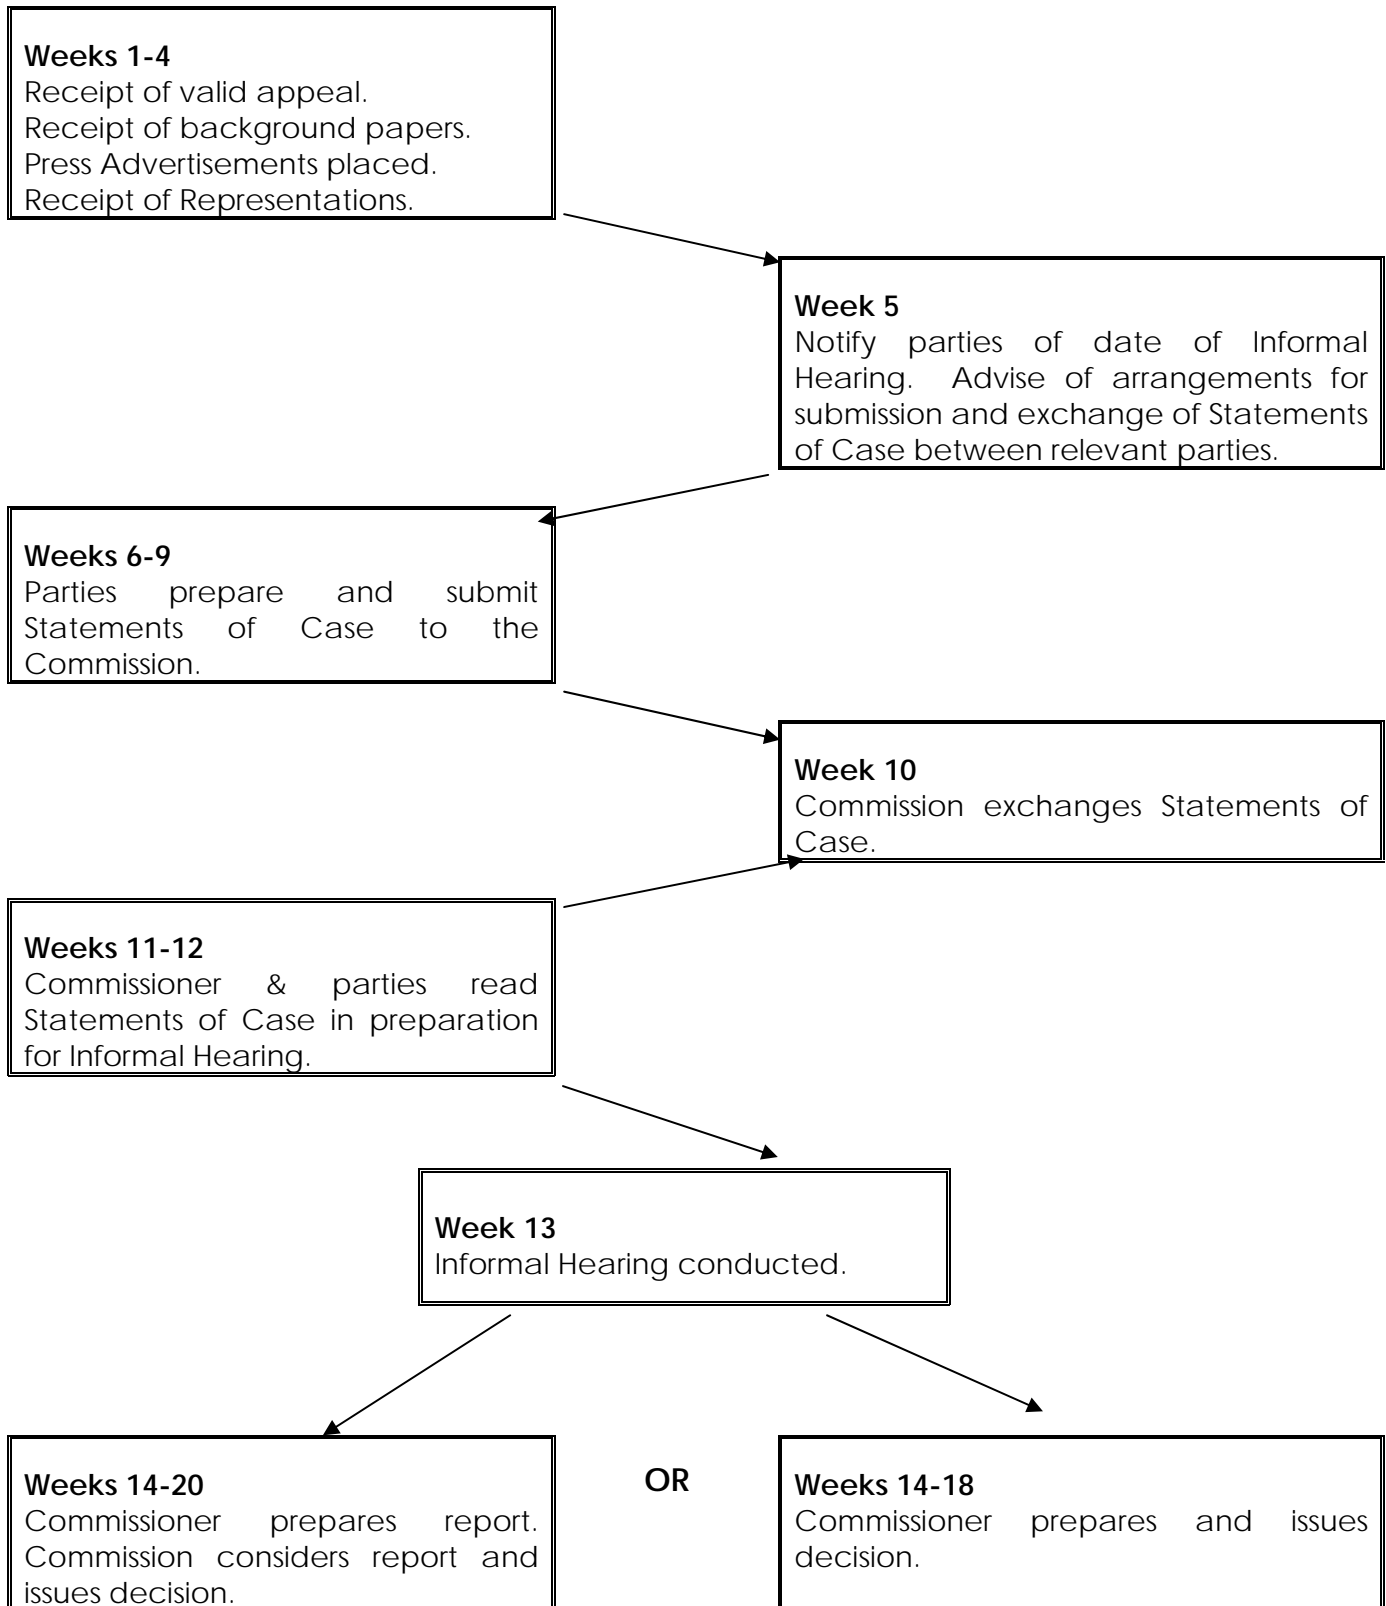 Weeks 1-4
Receipt of valid appeal.
Receipt of background papers.
Press Advertisements placed.
Receipt of Representations.
Week 5
Notify parties of date of Informal
Hearing. Advise of arrangements for
submission and exchange of Statements
of Case between relevant parties.
Weeks 6-9
Parties prepare and submit
Statements of Case to the
Commission.
Week 10
Commission exchanges Statements of
Case.
Weeks 11-12
Commissioner & parties read
Statements of Case in preparation
for Informal Hearing.
Week 13
Informal Hearing conducted.
Weeks 14-20
Commissioner prepares report.
Commission considers report and
issues decision.
OR
Weeks 14-18
Commissioner prepares and issues
decision.